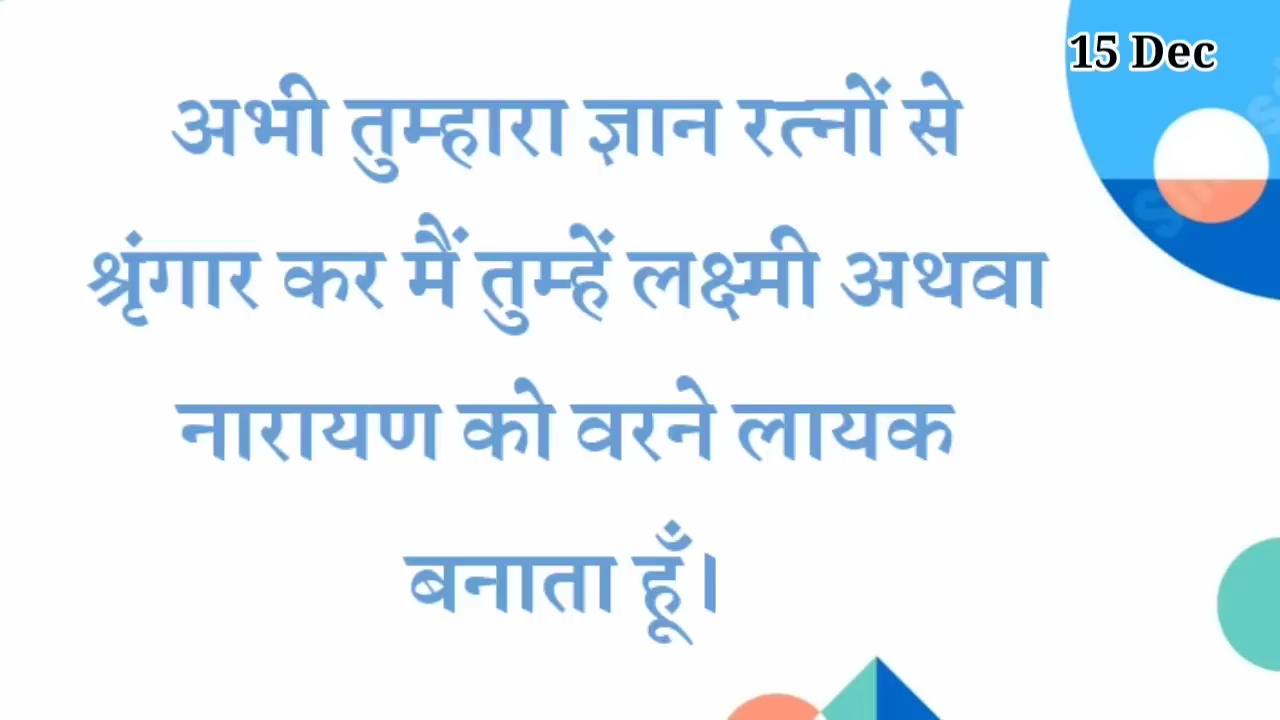 15 Dec
अभी तुम्हारा ज्ञान रत्नों से
श्रृंगार कर मैं तुम्हें लक्ष्मी अथवा
नारायण को वरने लायक
बनाता हूँ।